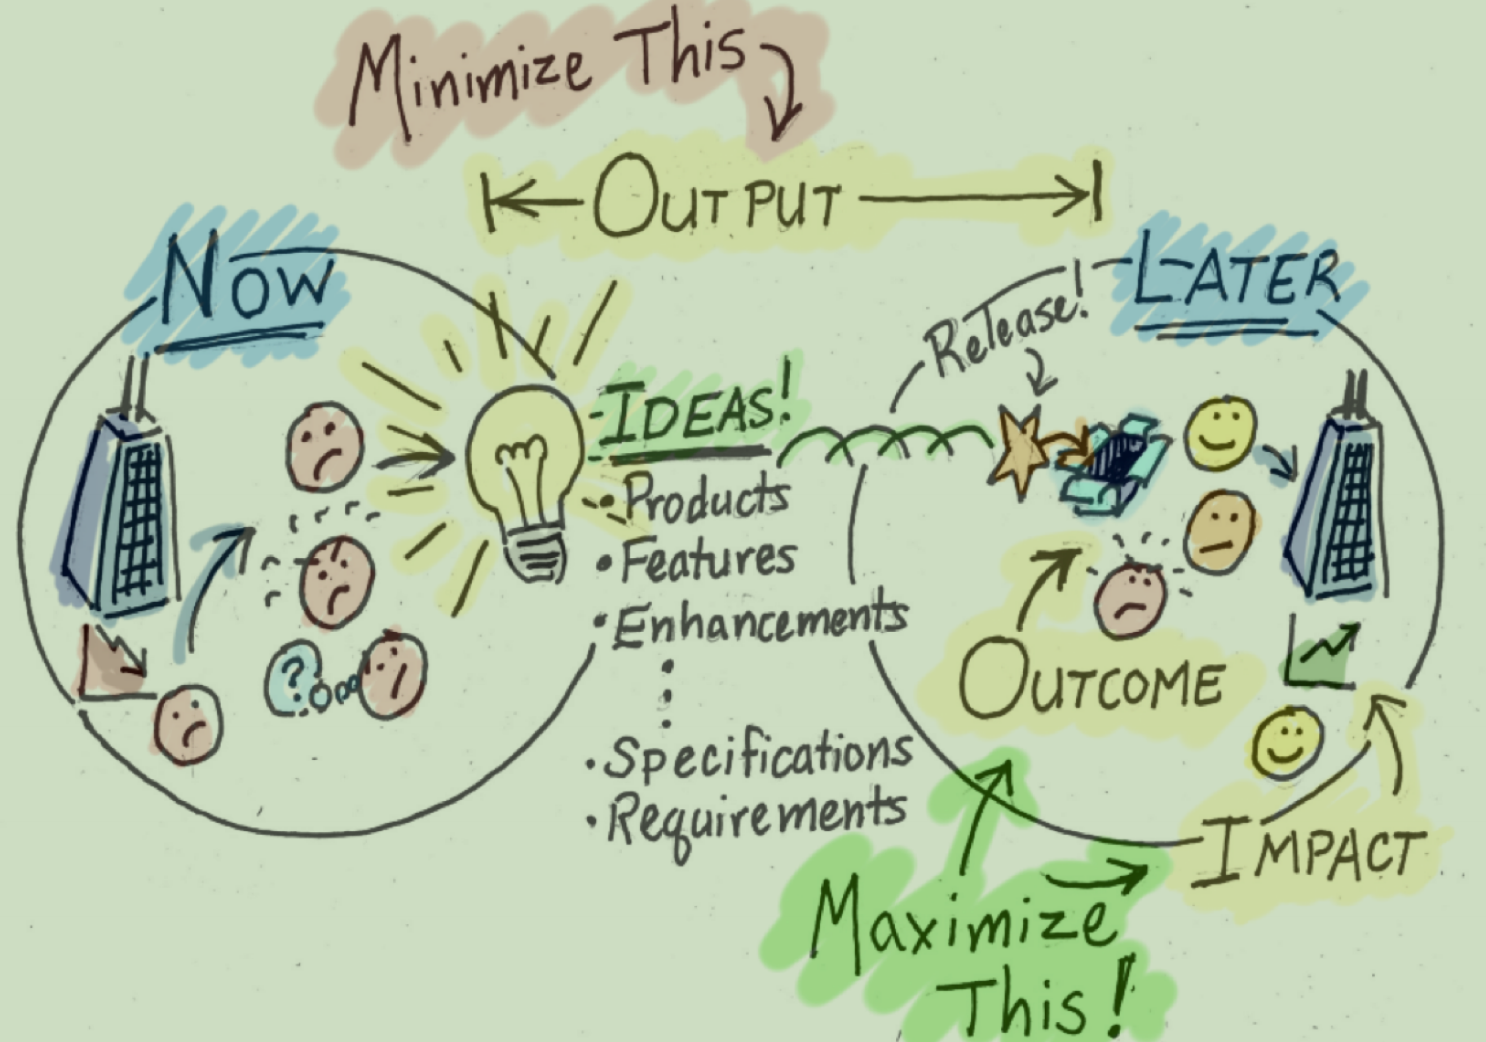 Minimize This
OUTPUT
NOW
LATER
Release!
IDEAS!
• Products
• Features
• Enhancements
• Specifications
• Requirements
?
OUTCOME
IMPACT
Maximize
This!